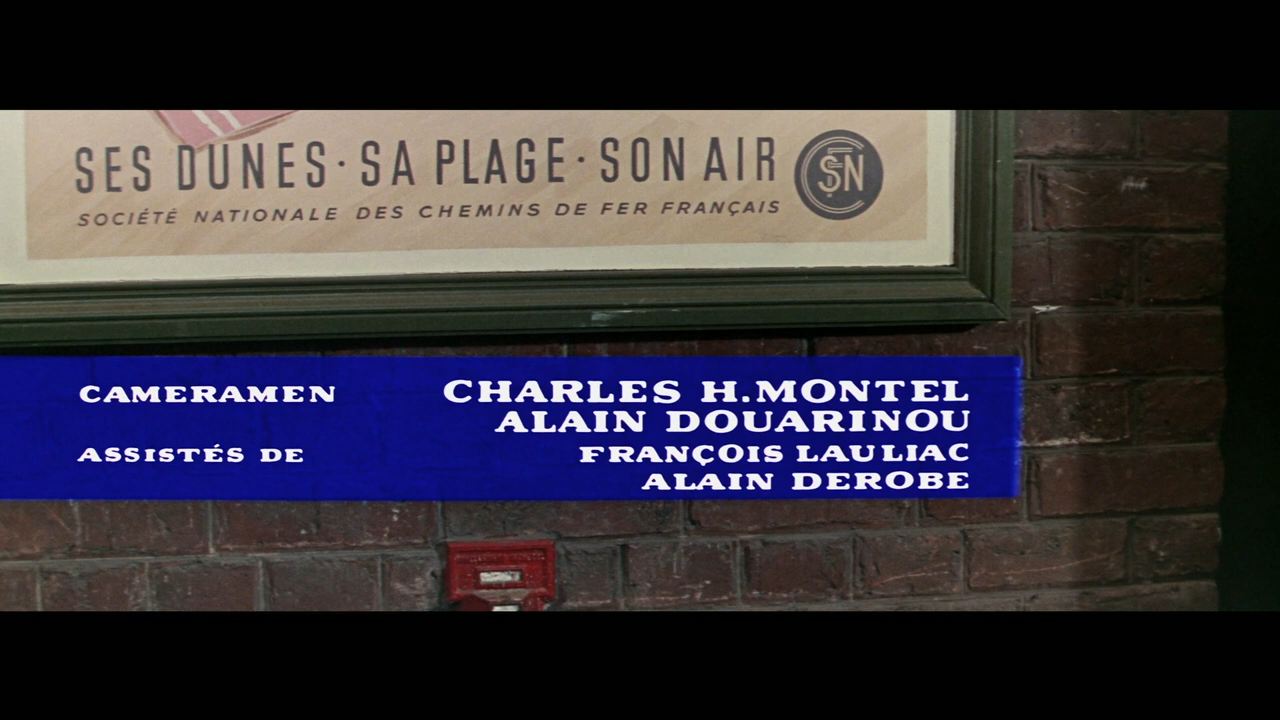 SES DUNES · SA PLAGE · SON AIR
SOCIÉTÉ NATIONALE DES CHEMINS DE FER FRANÇAIS
CAMERAMEN CHARLES H.MONTEL
ALAIN DOUARINOU
ASSISTÉS DE FRANÇOIS LAULIAC
ALAIN DEROBE